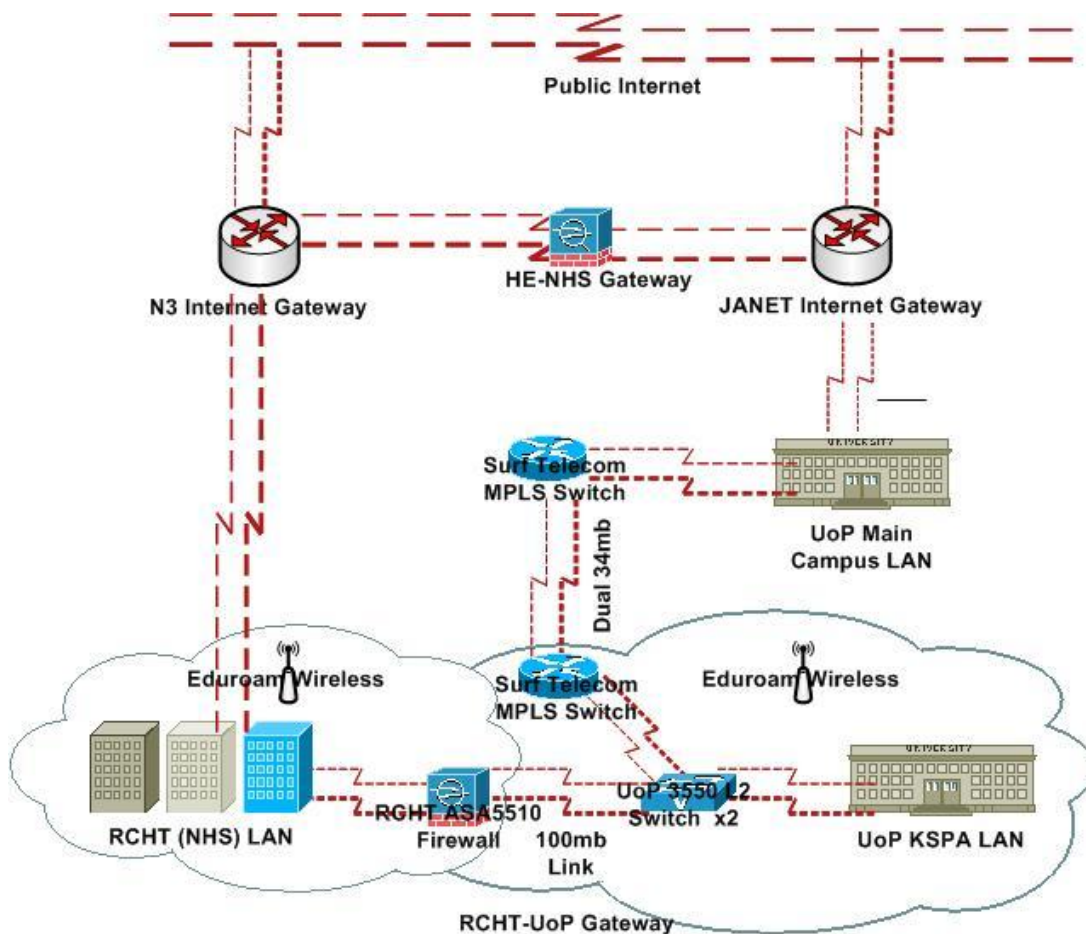 Public Internet
HE-NHS Gateway
N3 Internet Gateway
JANET Internet Gateway
UNIVERSITY
Surf Telecom
MPLS Switch
UoP Main
Campus LAN
Dual 34mb
Eduroam Wireless
Eduroam Wireless
Surf Telecom
MPLS Switch
UNIVERSITY
UoP 3550 L2
Switch x2
RCHT ASA5510
Firewall
RCHT (NHS) LAN
100mb
Link
UoP KSPA LAN
RCHT-UoP Gateway